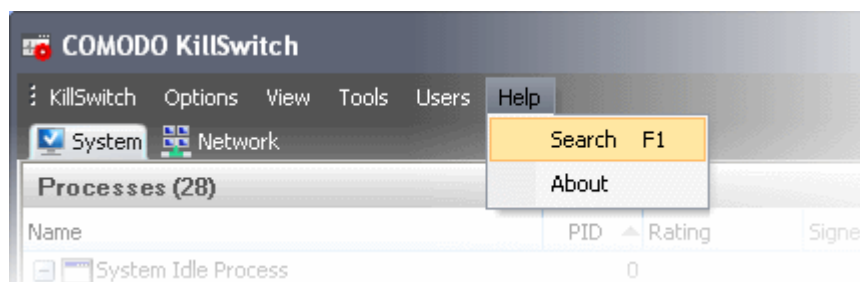 COMODO KillSwitch
KillSwitch Options View Tools Users Help
System Network
Search F1
About
Processes (28)
Name PID Rating Signe
System Idle Process 0